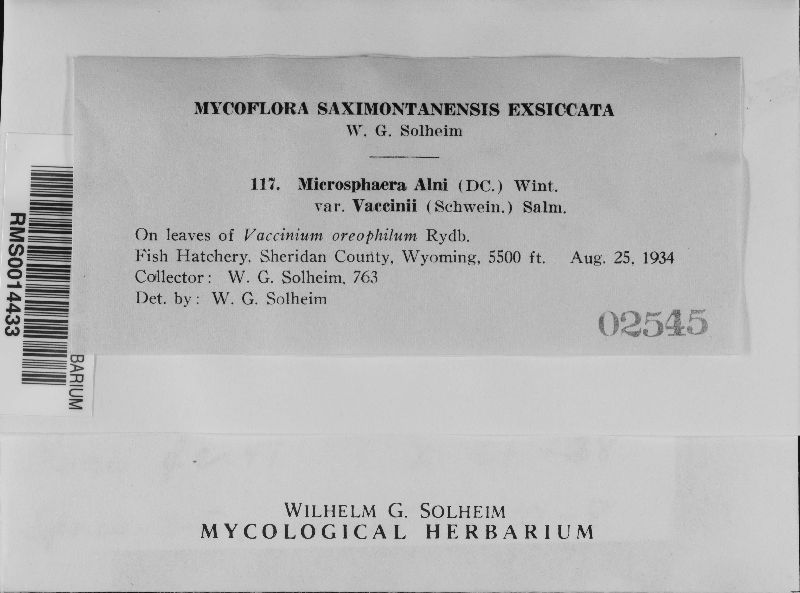 MYCOFLORA SAXIMONTANENSIS EXSICCATA
W. G. Solheim
117. Microsphaera Alni (DC.) Wint.
var. Vaccinii (Schwein.) Salm.
On leaves of Vaccinium oreophilum Rydb.
Fish Hatchery, Sheridan County, Wyoming, 5500 ft. Aug. 25, 1934
Collector: W. G. Solheim, 763
Det. by: W. G. Solheim
02545
RMS0014433
BARIUM
WILHELM G. SOLHEIM
MYCOLOGICAL HERBARIUM